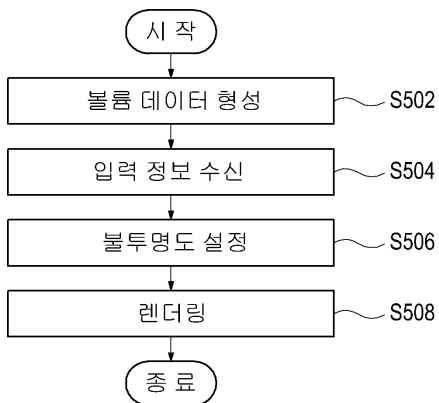 시 작
볼륨 데이터 형성
S502
입력 정보 수신
S504
불투명도 설정
S506
렌더링
S508
종 료